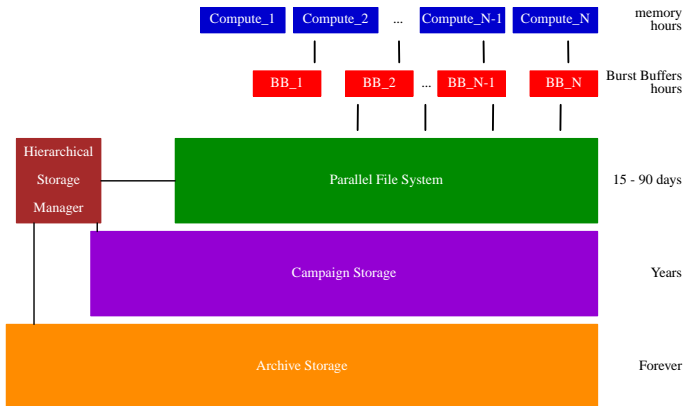 Compute_1 Compute_2 ... Compute_N-1 Compute_N memory
hours
BB_1 BB_2 ... BB_N-1 BB_N Burst Buffers
hours
Hierarchical
Storage
Manager
Parallel File System 15 - 90 days
Campaign Storage Years
Archive Storage Forever